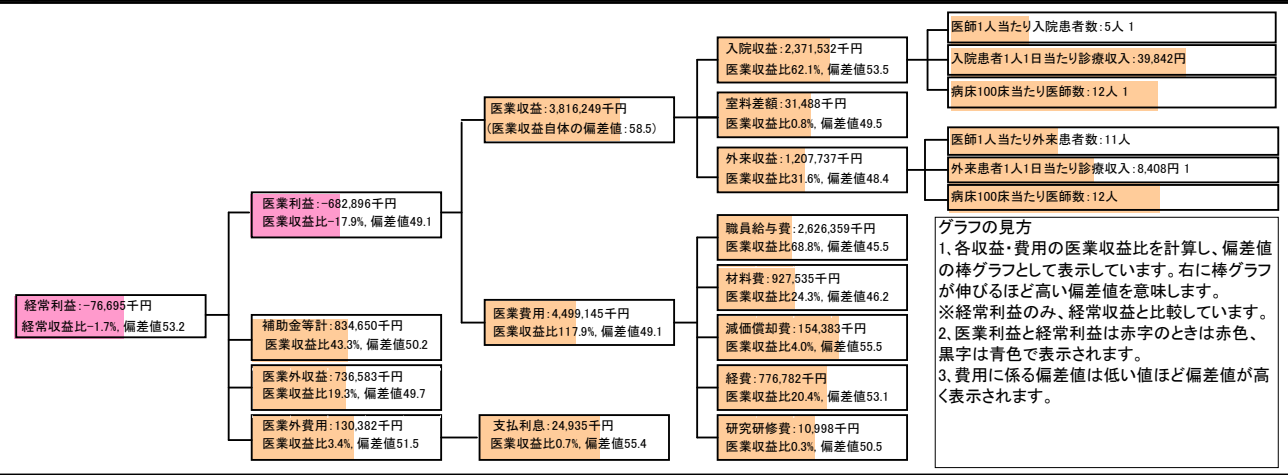 経常利益:-76,695千円
経常収支比-1.7%, 偏差値53.2
医業利益:-682,896千円
医業収益比-17.9%, 偏差値49.1
補助金等計:834,650千円
医業収益比43.3%, 偏差値50.2
医業外収益:736,583千円
医業収益比19.3%, 偏差値49.7
医業外費用:130,382千円
医業収益比3.4%, 偏差値51.5
医業収益:3,816,249千円
(医業収益自体の偏差値:58.5)
医業費用:4,499,145千円
医業収益比117.9%, 偏差値49.1
支払利息:24,935千円
医業収益比0.7%, 偏差値55.4
入院収益:2,371,532千円
医業収益比62.1%, 偏差値53.5
室料差額:31,488千円
医業収益比0.8%, 偏差値49.5
外来収益:1,207,737千円
医業収益比31.6%, 偏差値48.4
職員給与費:2,626,359千円
医業収益比68.8%, 偏差値45.5
材料費:927,535千円
医業収益比24.3%, 偏差値46.2
減価償却費:154,383千円
医業収益比4.0%, 偏差値55.5
経費:776,782千円
医業収益比20.4%, 偏差値53.1
研究研修費:10,998千円
医業収益比0.3%, 偏差値50.5
医師1人当たり入院患者数:5人 1
入院患者1人1日当たり診療収入:39,842円
病床100床当たり医師数:12人 1
医師1人当たり外来患者数:11人
外来患者1人1日当たり診療収入:8,408円 1
病床100床当たり医師数:12人
グラフの見方
1、各収益・費用の医業収益比を計算し、偏差値
の棒グラフとして表示しています。右に棒グラフ
が伸びるほど高い偏差値を意味します。
※経常利益のみ、経常収益と比較しています。
2、医業利益と経常利益は赤字のときは赤色、
黒字は青色で表示されます。
3、費用に係る偏差値は低い値ほど偏差値が高
く表示されます。